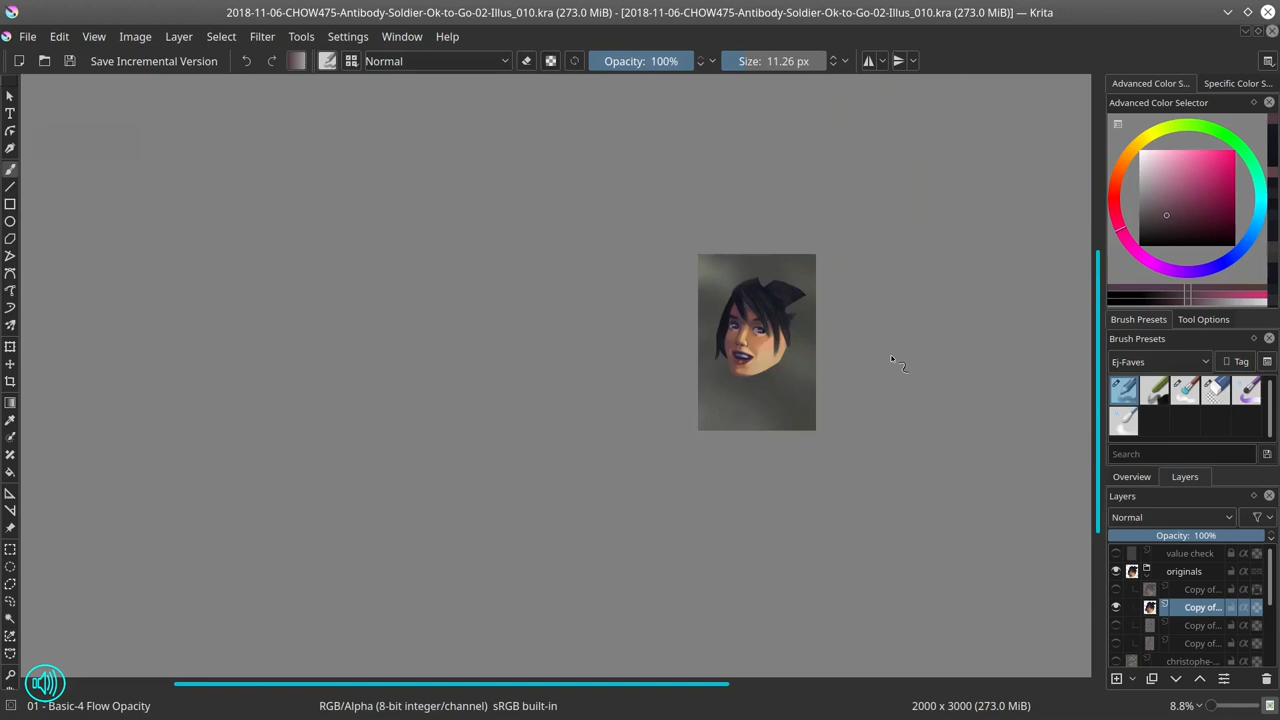 2018-11-06-CHOW475-Antibody-Soldier-Ok-to-Go-02-Illus_010.kra (273.0 MiB) - [2018-11-06-CHOW475-Antibody-Soldier-Ok-to-Go-02-Illus_010.kra (273.0 MiB)] — Krita
File Edit View Image Layer Select Filter Tools Settings Window Help
Save Incremental Version Normal Opacity: 100% Size: 11.26 px
Advanced Color S... Specific Color S...
Advanced Color Selector
Brush Presets Tool Options
Brush Presets
Ej-Faves Tag
Search
Overview Layers
Layers
Normal
Opacity: 100%
value check
originals
Copy of...
Copy of...
Copy of...
Copy of...
christophe-...
01 - Basic-4 Flow Opacity RGB/Alpha (8-bit integer/channel) sRGB built-in 2000 x 3000 (273.0 MiB) 8.8%